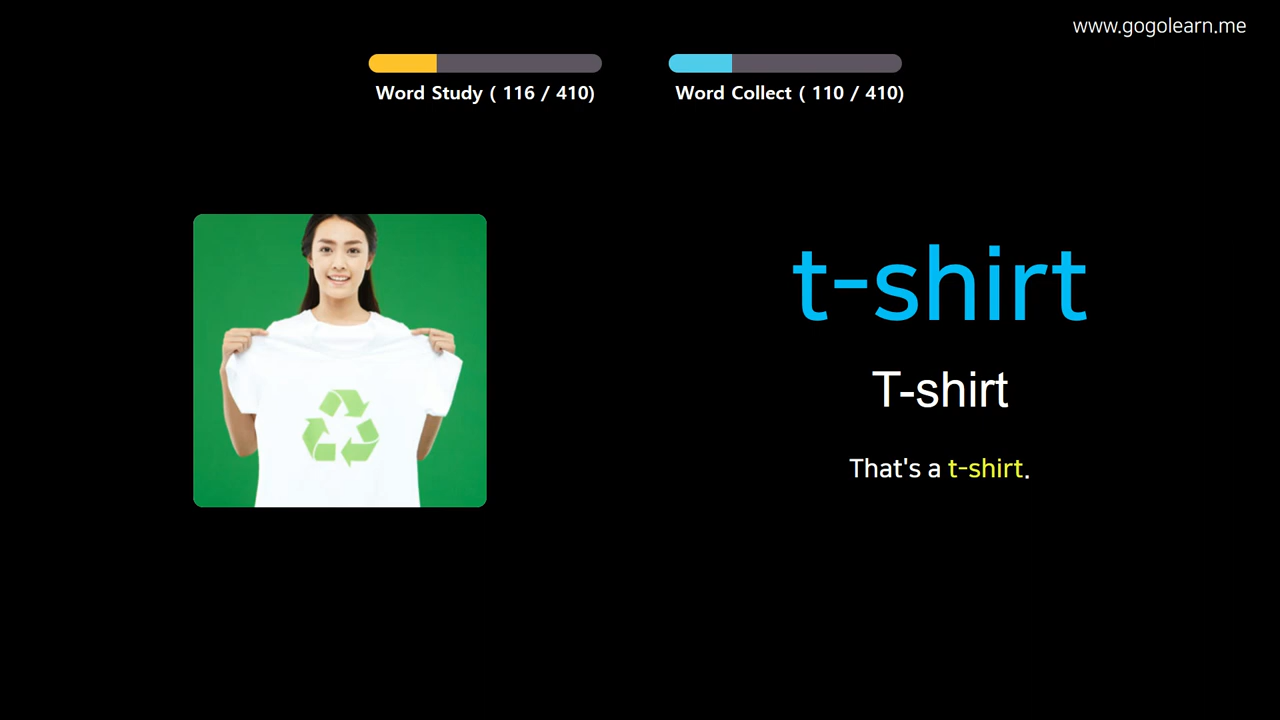 www.gogolearn.me
Word Study ( 116 / 410)
Word Collect ( 110 / 410)
t-shirt
T-shirt
That's a t-shirt.